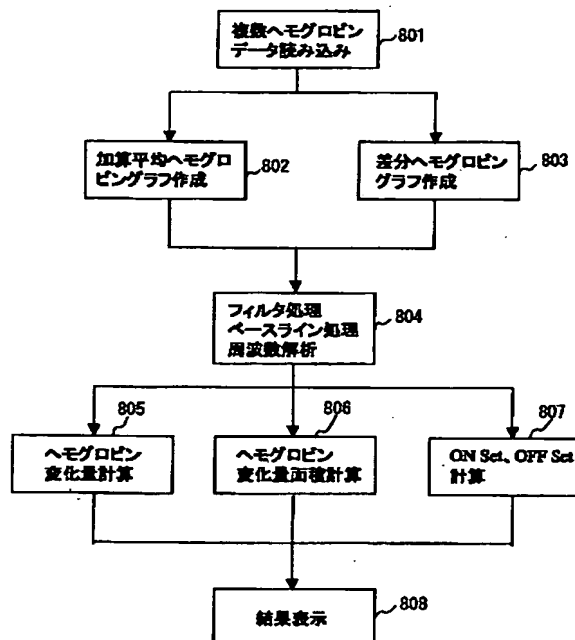 複数ヘモグロビン
データ読み込み
801
加算平均ヘモグロ
ビングラフ作成
802
差分ヘモグロビン
グラフ作成
803
フィルタ処理
ベースライン処理
周波数解析
804
805
ヘモグロビン
変化量計算
806
ヘモグロビン
変化量面積計算
807
ON Set、OFF Set
計算
結果表示
808